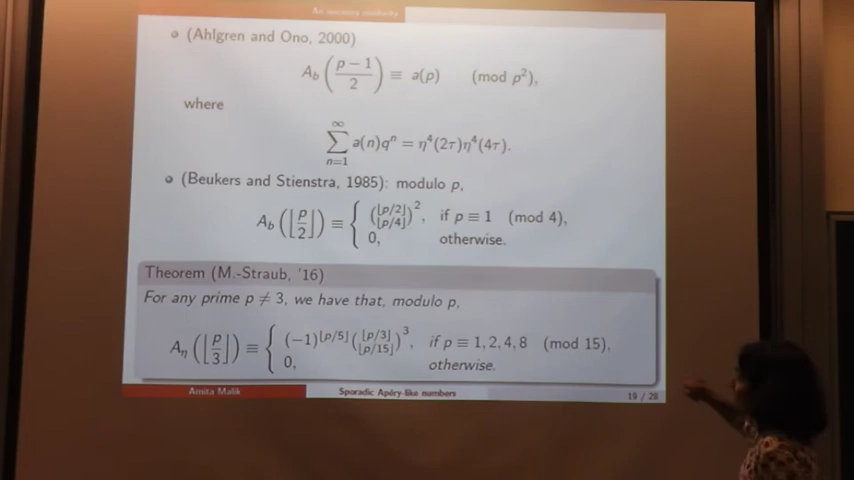 An uncanny similarity
• (Ahlgren and Ono, 2000)
A_b((p − 1)/2) ≡ a(p) (mod p²),
where
∑_{n=1}^{∞} a(n)qⁿ = η⁴(2τ)η⁴(4τ).
• (Beukers and Stienstra, 1985): modulo p,
A_b(⌊p/2⌋) ≡ { (⌊p/2⌋ ⌊p/4⌋)², if p ≡ 1 (mod 4),
0, otherwise.
Theorem (M.-Straub, '16)
For any prime p ≠ 3, we have that, modulo p,
A_η(⌊p/3⌋) ≡ { (−1)^⌊p/5⌋ (⌊p/3⌋ ⌊p/15⌋)³, if p ≡ 1, 2, 4, 8 (mod 15),
0, otherwise.
Amita Malik Sporadic Apéry-like numbers 19 / 28